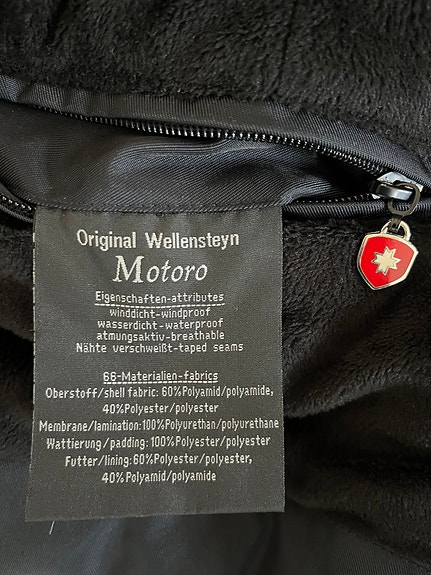 Original Wellensteyn
Motoro
Eigenschaften-attributes
winddicht-windproof
wasserdicht-waterproof
atmungsaktiv-breathable
Nähte verschweißt-taped seams
66-Materialien-fabrics
Oberstoff/shell fabric: 60%Polyamid/polyamide,
40%Polyester/polyester
Membrane/lamination:100%Polyurethan/polyurethane
Wattierung/padding: 100%Polyester/polyester
Futter/lining:60%Polyester/polyester,
40%Polyamid/polyamide